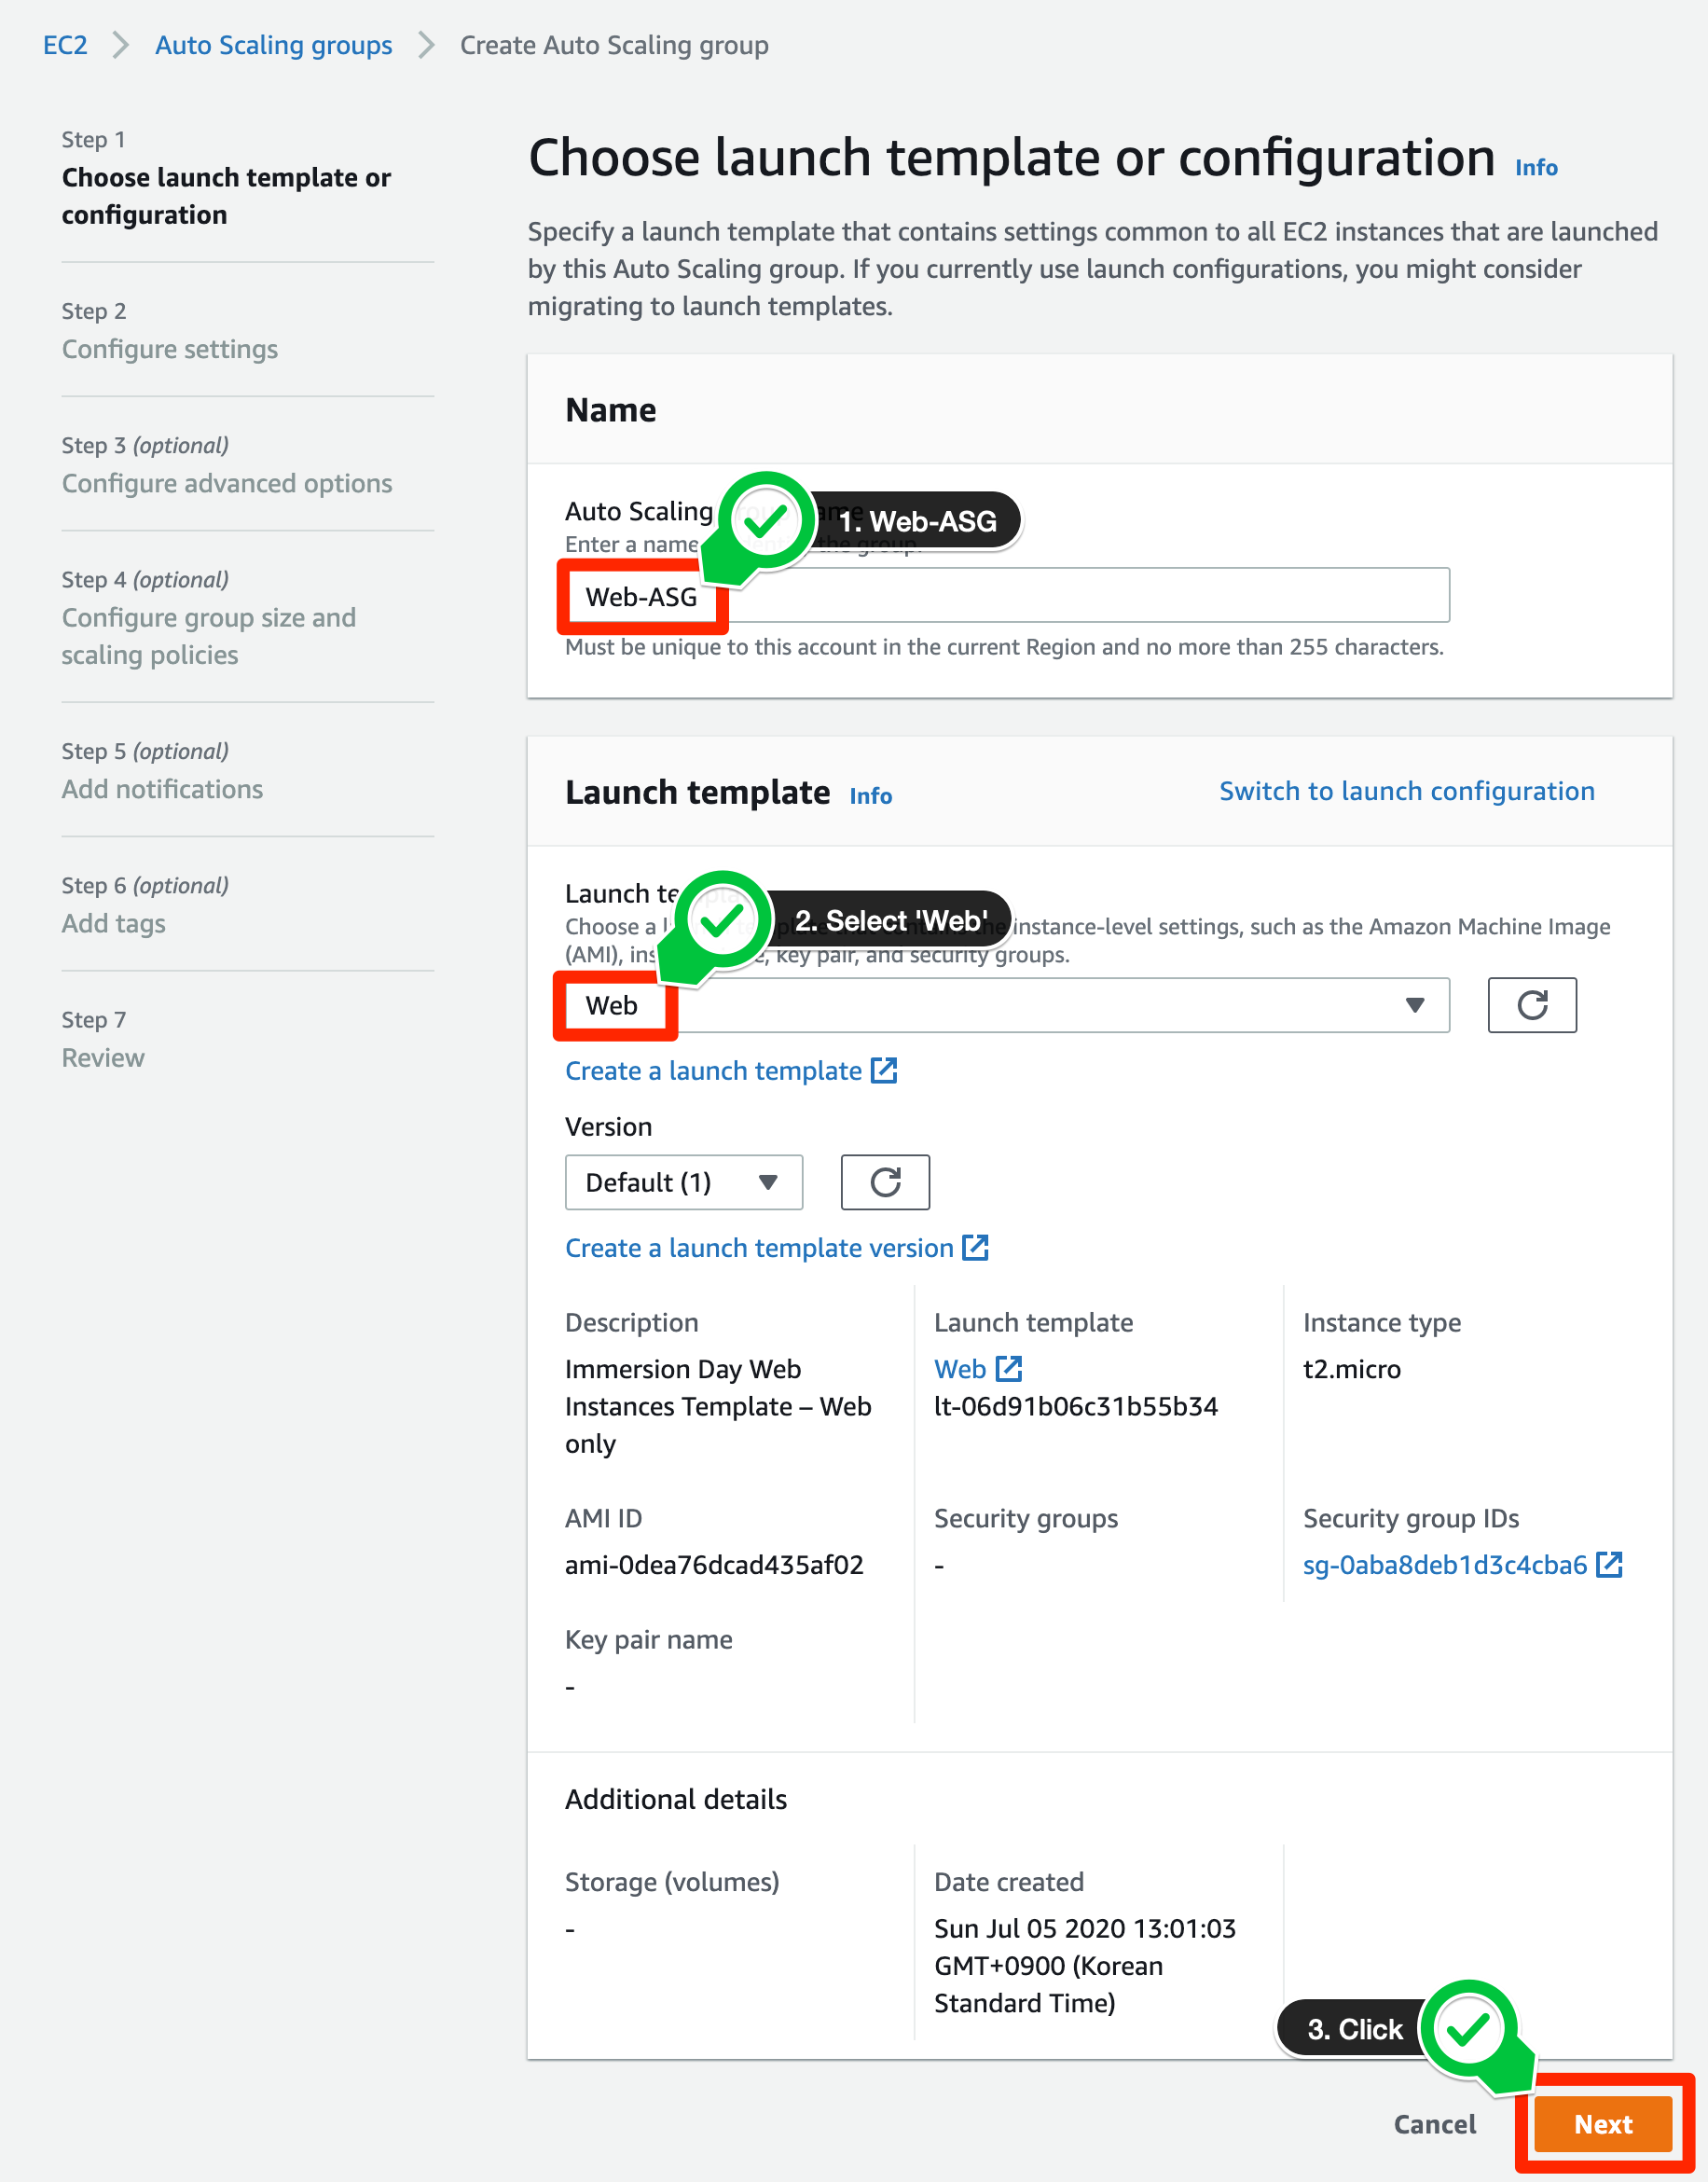 EC2 > Auto Scaling groups > Create Auto Scaling group
Step 1
Choose launch template or
configuration
Step 2
Configure settings
Step 3 (optional)
Configure advanced options
Step 4 (optional)
Configure group size and
scaling policies
Step 5 (optional)
Add notifications
Step 6 (optional)
Add tags
Step 7
Review
Choose launch template or configuration Info
Specify a launch template that contains settings common to all EC2 instances that are launched
by this Auto Scaling group. If you currently use launch configurations, you might consider
migrating to launch templates.
Name
Auto Scaling
1. Web-ASG
Enter a name the group.
Web-ASG
Must be unique to this account in the current Region and no more than 255 characters.
Launch template Info
Switch to launch configuration
Launch
2. Select 'Web'
Choose a instance-level settings, such as the Amazon Machine Image
(AMI), key pair, and security groups.
Web
Create a launch template
Version
Default (1)
Create a launch template version
Description
Immersion Day Web
Instances Template – Web
only
Launch template
Web
lt-06d91b06c31b55b34
Instance type
t2.micro
AMI ID
ami-0dea76dcad435af02
Security groups
-
Security group IDs
sg-0aba8deb1d3c4cba6
Key pair name
-
Additional details
Storage (volumes)
-
Date created
Sun Jul 05 2020 13:01:03
GMT+0900 (Korean
Standard Time)
3. Click
Cancel
Next